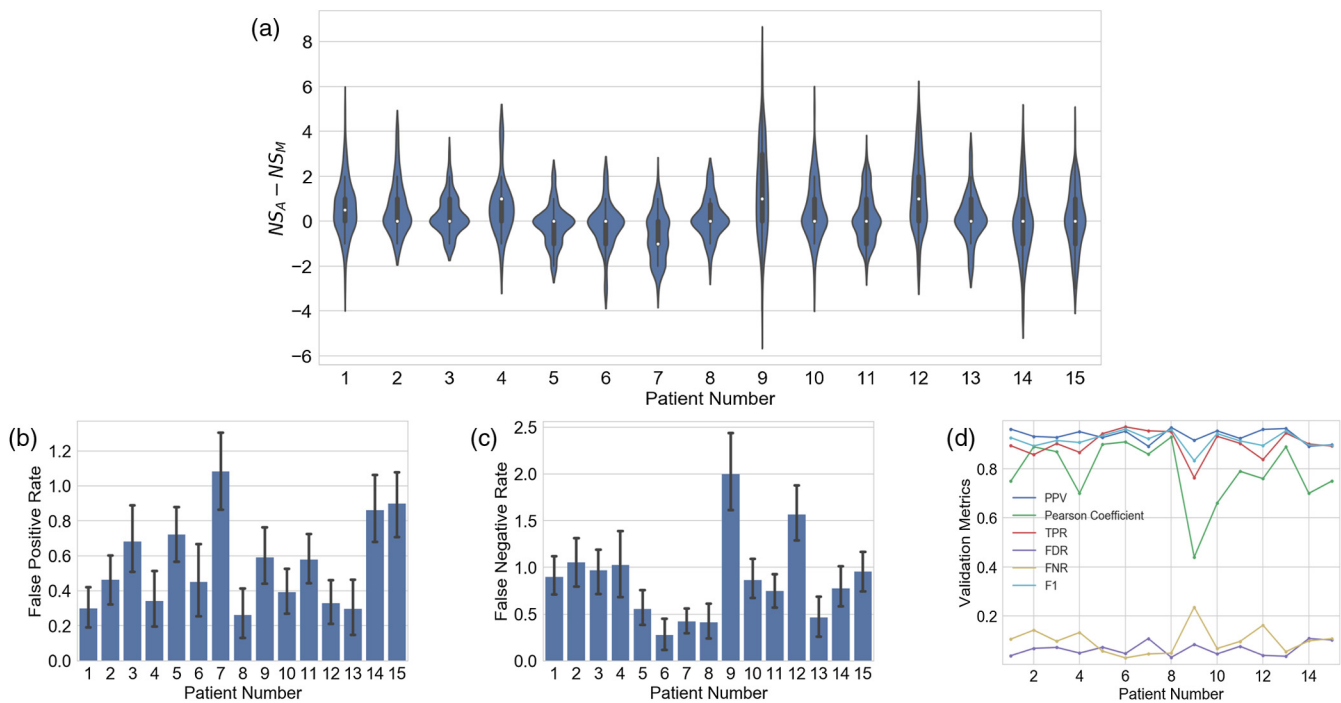 (a)
8
6
4
2
0
−2
−4
−6
NS_A − NS_M
1 2 3 4 5 6 7 8 9 10 11 12 13 14 15
Patient Number
(b)
1.2
1.0
0.8
0.6
0.4
0.2
0.0
False Positive Rate
1 2 3 4 5 6 7 8 9 10 11 12 13 14 15
Patient Number
(c)
2.5
2.0
1.5
1.0
0.5
0.0
False Negative Rate
1 2 3 4 5 6 7 8 9 10 11 12 13 14 15
Patient Number
(d)
0.8
0.6
0.4
0.2
Validation Metrics
PPV
Pearson Coefficient
TPR
FDR
FNR
F1
2 4 6 8 10 12 14
Patient Number